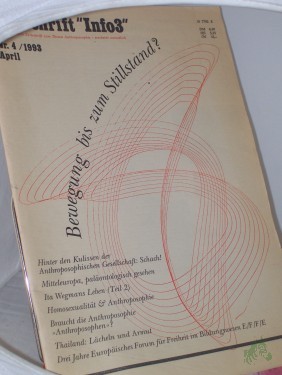 schrift "Info3"
Nr. 4 /1993
April
Bewegung bis zum Stillstand?
Hinter den Kulissen der
Anthroposophischen Gesellschaft: Schach!
Mitteleuropa, paläontologisch gesehen
Ita Wegmans Leben (Teil 2)
Homosexualität & Anthroposophie
Braucht die Anthroposophie
»Anthroposophen«?
Thailand: Lächeln und Armut
Drei Jahre Europäisches Forum für Freiheit im Bildungswesen, E/F/F/E